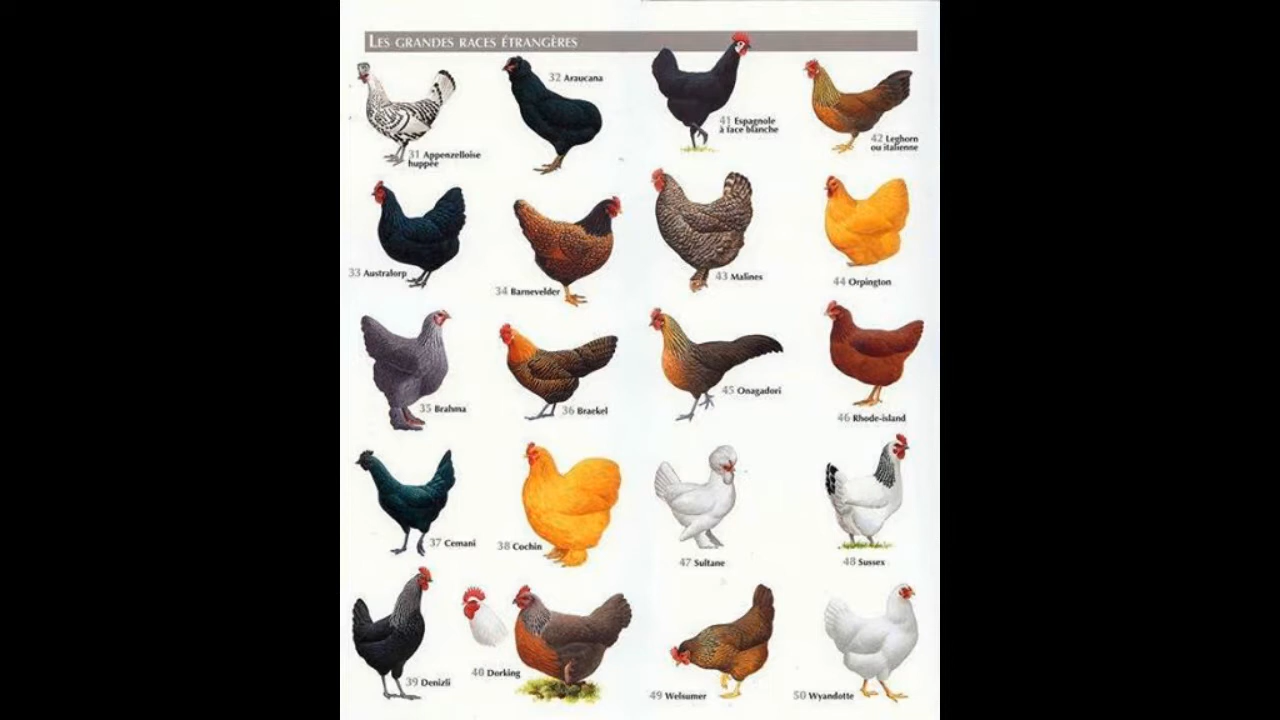 LES GRANDES RACES ÉTRANGÈRES
31 Appenzelloise
huppée
32 Araucana
41 Espagnole
à face blanche
42 Leghorn
ou italienne
33 Australorp
34 Barnevelder
43 Malines
44 Orpington
35 Brahma
36 Braekel
45 Onagadori
46 Rhode-island
37 Cemani
38 Cochin
47 Sultane
48 Sussex
39 Denizli
40 Dorking
49 Welsumer
50 Wyandotte